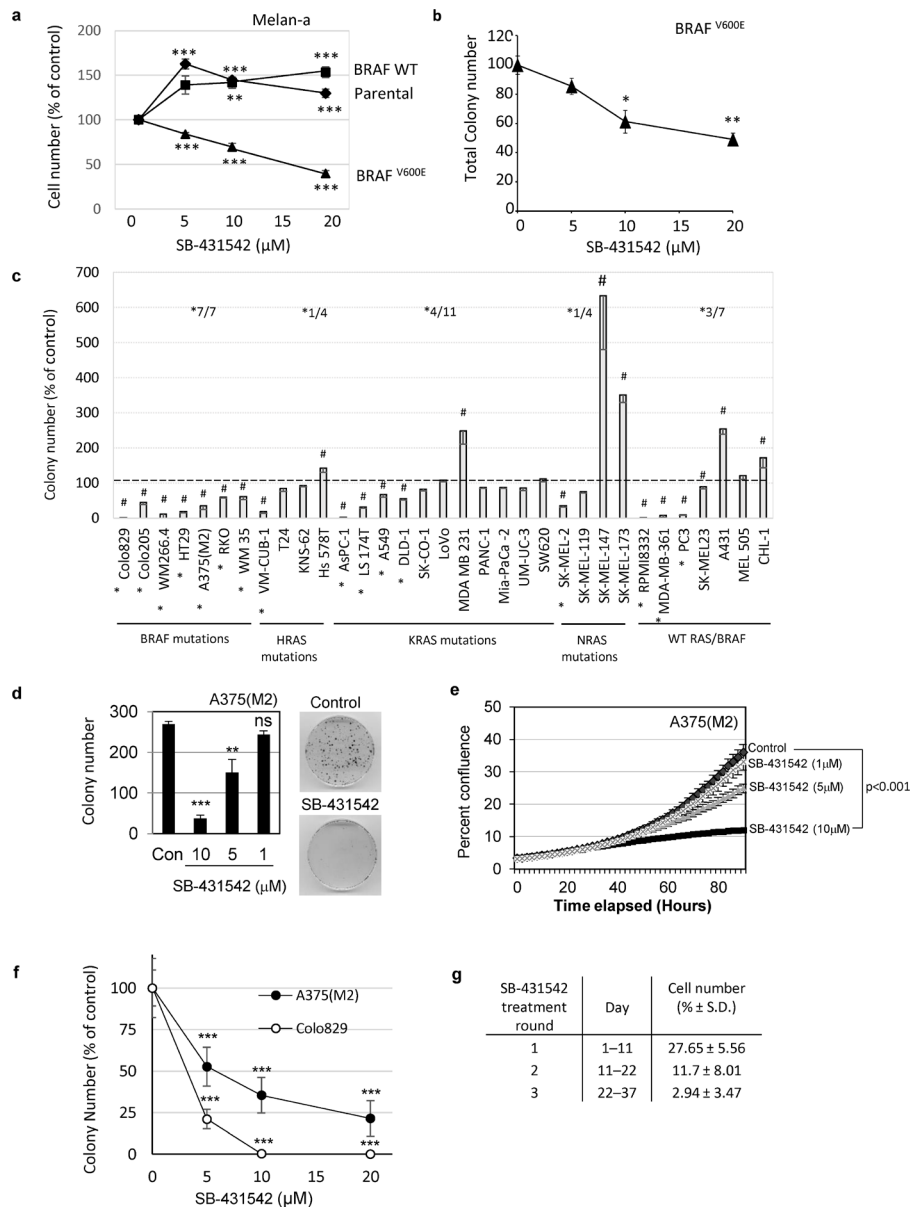 a
Melan-a
Cell number (% of control)
200
150
100
50
0
***
***
***
**
***
***
***
***
***
BRAF WT
Parental
BRAF V600E
0 5 10 15 20
SB-431542 (µM)
b
BRAF V600E
Total Colony number
120
100
80
60
40
20
0
*
**
0 5 10 15 20
SB-431542 (µM)
c
Colony number (% of control)
700
600
500
400
300
200
100
0
*7/7 *1/4 *4/11 *1/4 *3/7
# # # # # # # # # # # # # # # # # # # # # #
* Colo829
* Colo205
* WM266.4
* HT29
* A375(M2)
* RKO
* WM 35
* VM-CUB-1
T24
KNS-62
Hs 578T
* AsPC-1
* LS 174T
* A549
* DLD-1
SK-CO-1
LoVo
MDA MB 231
PANC-1
Mia-PaCa -2
UM-UC-3
SW620
* SK-MEL-2
SK-MEL-119
SK-MEL-147
SK-MEL-173
* RPMI8332
* MDA-MB-361
* PC3
SK-MEL23
A431
MEL 505
CHL-1
BRAF mutations
HRAS
mutations
KRAS mutations
NRAS
mutations
WT RAS/BRAF
d
A375(M2)
Colony number
300
200
100
0
***
**
ns
Con 10 5 1
SB-431542 (µM)
Control
SB-431542
e
A375(M2)
Percent confluence
50
40
30
20
10
0
0 20 40 60 80
Time elapsed (Hours)
Control
SB-431542 (1µM)
SB-431542 (5µM)
SB-431542 (10µM)
p<0.001
f
Colony Number (% of control)
100
75
50
25
0
A375(M2)
Colo829
***
***
***
***
***
***
0 5 10 15 20
SB-431542 (µM)
g
SB-431542
treatment
round
Day
Cell number
(% ± S.D.)
1 1–11 27.65 ± 5.56
2 11–22 11.7 ± 8.01
3 22–37 2.94 ± 3.47